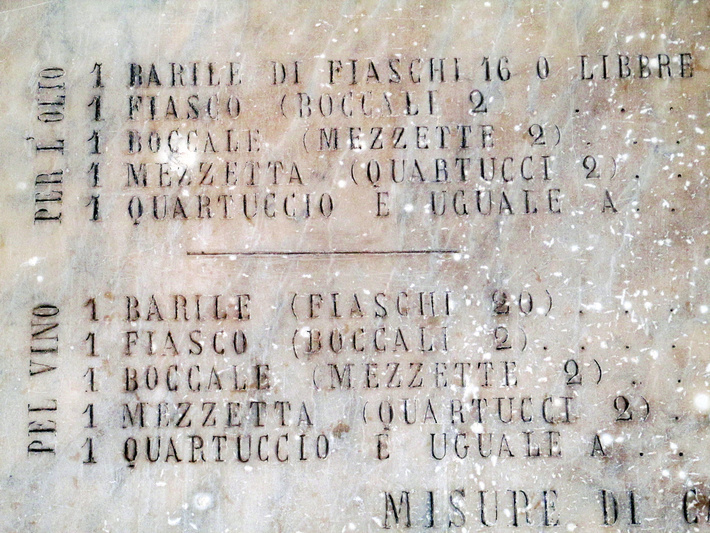 PER L'OLIO
1 BARILE DI FIASCHI 16 O LIBBRE
1 FIASCO (BOCCALI 2 . . .
1 BOCCALE (MEZZETTE 2) . . .
1 MEZZETTA (QUARTUCCI 2) . .
1 QUARTUCCIO E UGUALE A . .
PEL VINO
1 BARILE (FIASCHI 20) . . .
1 FIASCO (BOCCALI 2) . . . .
1 BOCCALE (MEZZETTE 2) . . .
1 MEZZETTA (QUARTUCCI 2) .
1 QUARTUCCIO E UGUALE A . .
MISURE DI